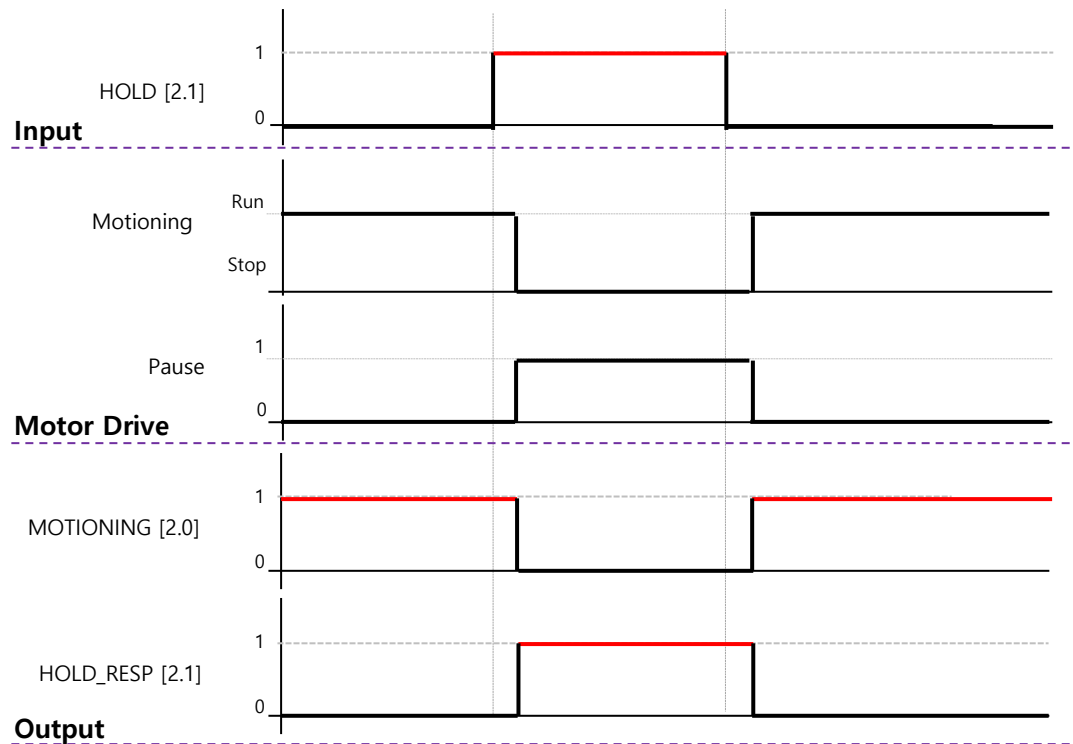 1
HOLD [2.1]
0
Input
Run
Motioning
Stop
1
Pause
0
Motor Drive
1
MOTIONING [2.0]
0
1
HOLD_RESP [2.1]
0
Output